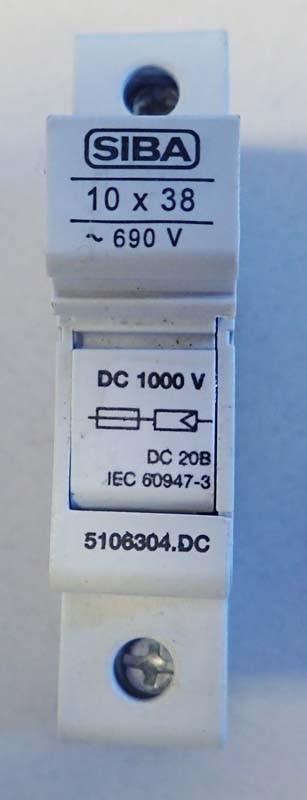 SIBA
10 x 38
~ 690 V
DC 1000 V
DC 20B
IEC 60947-3
5106304.DC